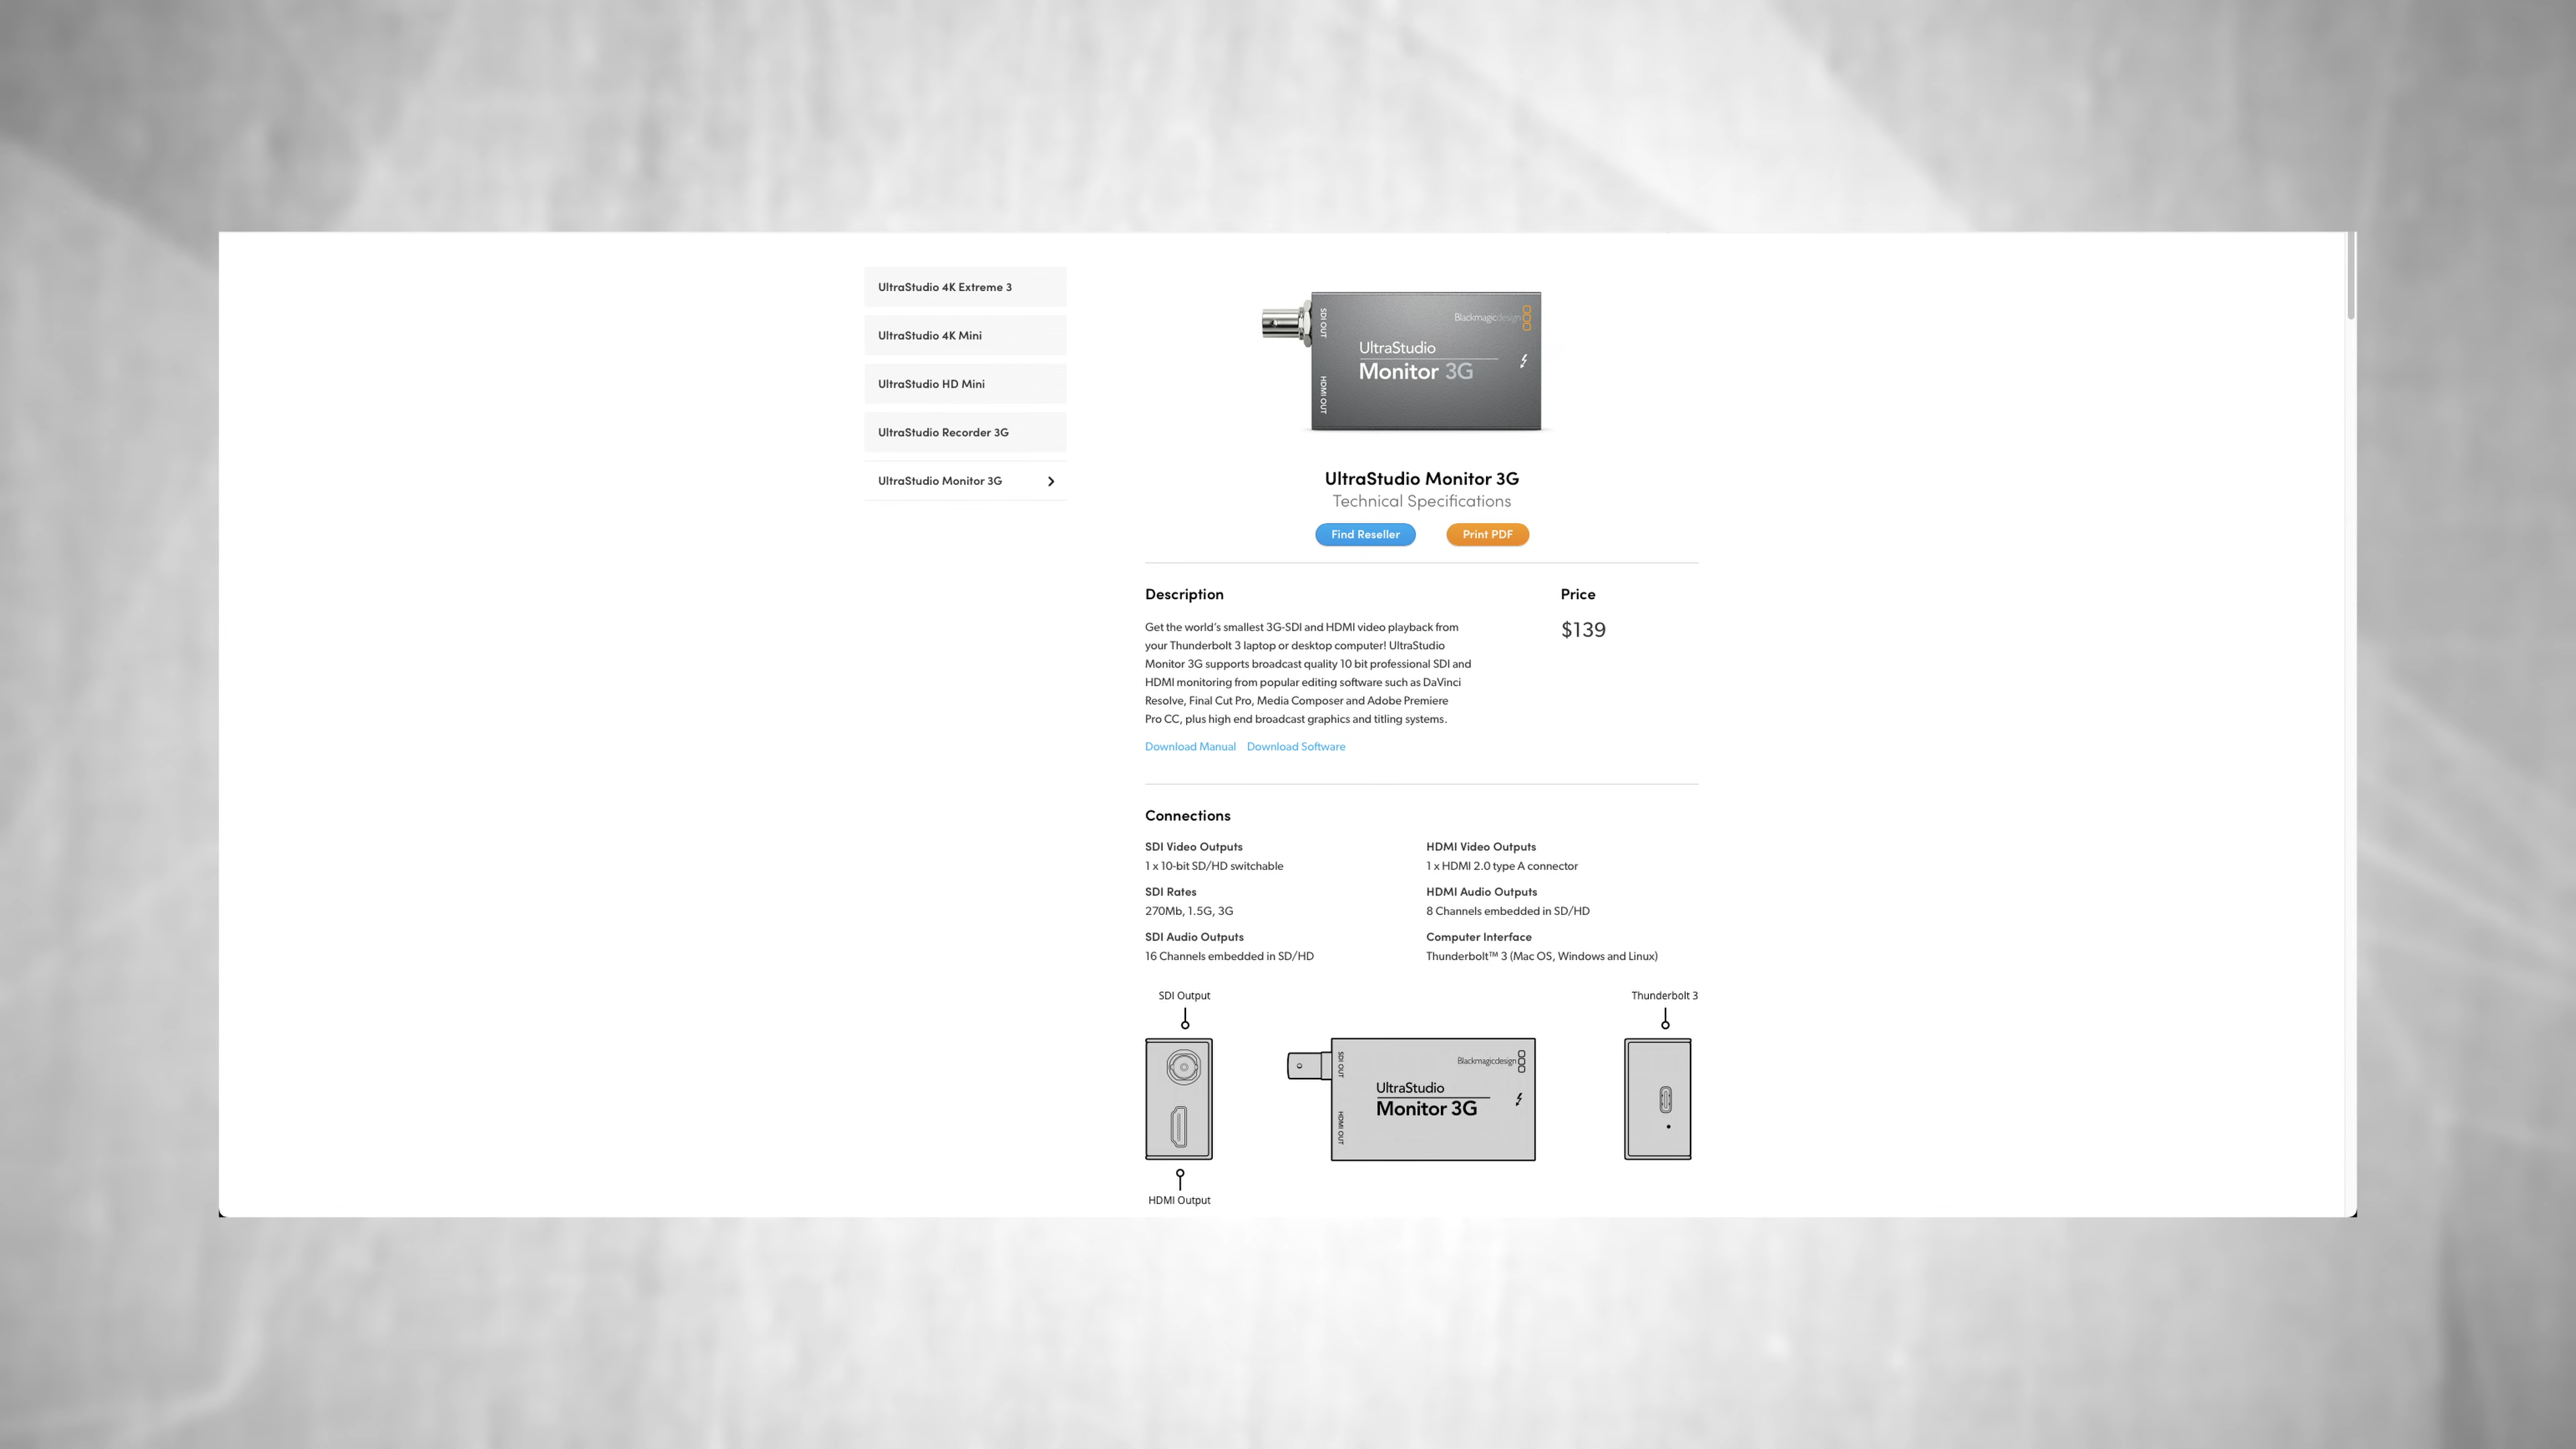 UltraStudio 4K Extreme 3
UltraStudio 4K Mini
UltraStudio HD Mini
UltraStudio Recorder 3G
UltraStudio Monitor 3G
SDI OUT
HDMI OUT
Blackmagicdesign
UltraStudio
Monitor 3G
UltraStudio Monitor 3G
Technical Specifications
Find Reseller
Print PDF
Description
Get the world's smallest 3G-SDI and HDMI video playback from
your Thunderbolt 3 laptop or desktop computer! UltraStudio
Monitor 3G supports broadcast quality 10 bit professional SDI and
HDMI monitoring from popular editing software such as DaVinci
Resolve, Final Cut Pro, Media Composer and Adobe Premiere
Pro CC, plus high end broadcast graphics and titling systems.
Download Manual Download Software
Price
$139
Connections
SDI Video Outputs
1 x 10-bit SD/HD switchable
SDI Rates
270Mb, 1.5G, 3G
SDI Audio Outputs
16 Channels embedded in SD/HD
HDMI Video Outputs
1 x HDMI 2.0 type A connector
HDMI Audio Outputs
8 Channels embedded in SD/HD
Computer Interface
Thunderbolt™ 3 (Mac OS, Windows and Linux)
SDI Output
HDMI Output
SDI OUT
HDMI OUT
Blackmagicdesign
UltraStudio
Monitor 3G
Thunderbolt 3